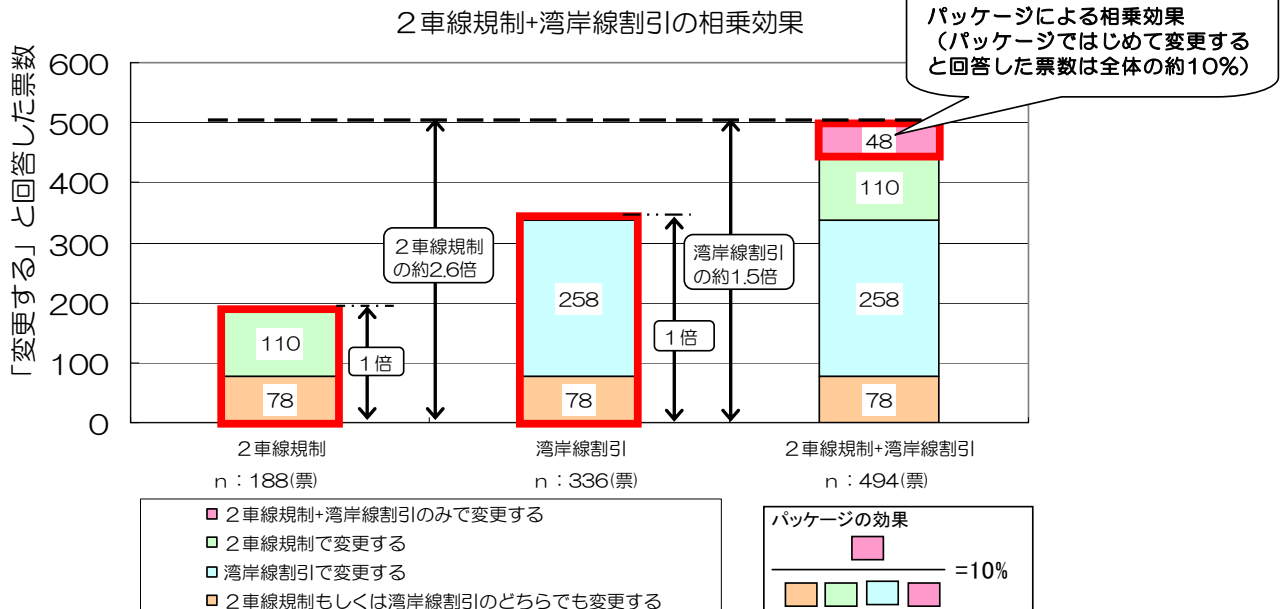 ２車線規制+湾岸線割引の相乗効果
パッケージによる相乗効果
（パッケージではじめて変更する
と回答した票数は全体の約10%）
「変更する」と回答した票数
600
500
400
300
200
100
0
２車線規制
の約2.6倍
湾岸線割引
の約1.5倍
1倍
1倍
110
78
258
78
48
110
258
78
２車線規制
湾岸線割引
２車線規制+湾岸線割引
n：188(票)
n：336(票)
n：494(票)
２車線規制+湾岸線割引のみで変更する
２車線規制で変更する
湾岸線割引で変更する
２車線規制もしくは湾岸線割引のどちらでも変更する
パッケージの効果
=10%